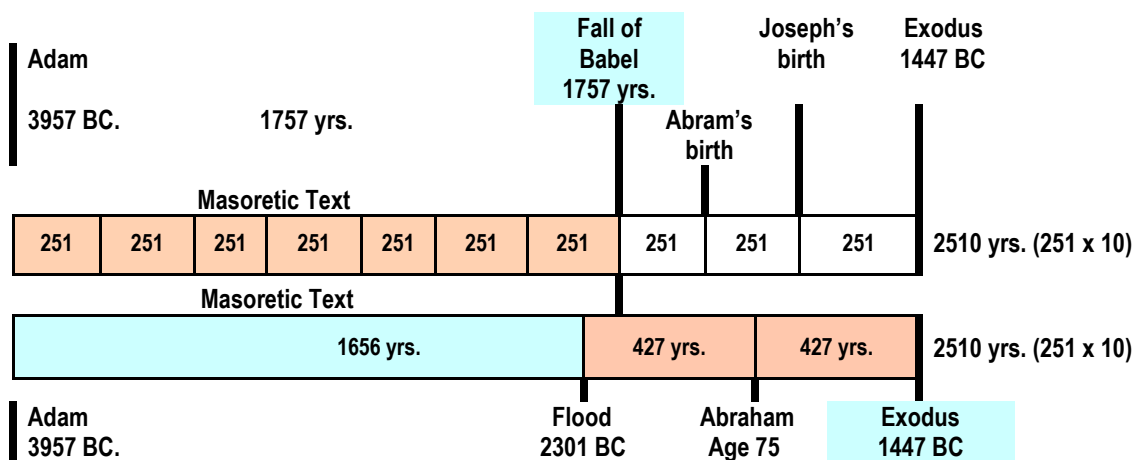 Adam
3957 BC.
1757 yrs.
Fall of
Babel
1757 yrs.
Abram's
birth
Joseph's
birth
Exodus
1447 BC
Masoretic Text
251 251 251 251 251 251 251 251 251 251
2510 yrs. (251 x 10)
Masoretic Text
1656 yrs. 427 yrs. 427 yrs.
2510 yrs. (251 x 10)
Adam
3957 BC.
Flood
2301 BC
Abraham
Age 75
Exodus
1447 BC